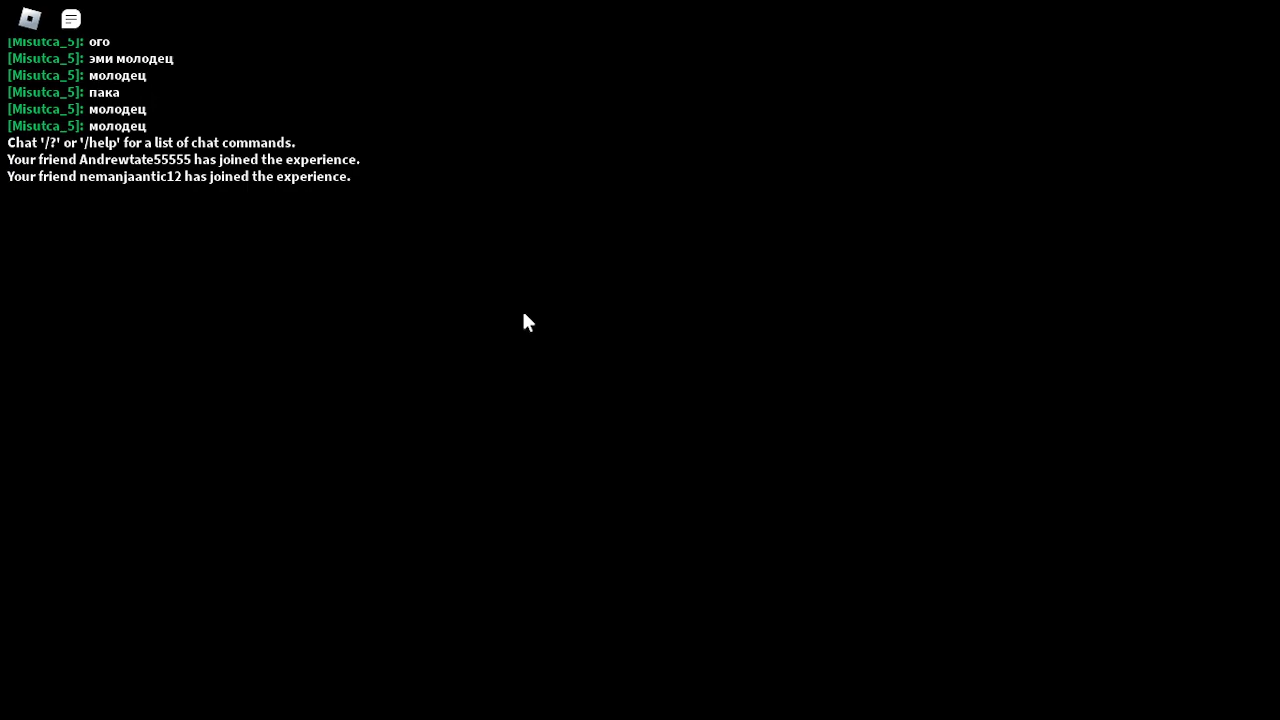 [Misutca_5]: ого
[Misutca_5]: эми молодец
[Misutca_5]: молодец
[Misutca_5]: пака
[Misutca_5]: молодец
[Misutca_5]: молодец
Chat '/?' or '/help' for a list of chat commands.
Your friend Andrewtate55555 has joined the experience.
Your friend nemanjaantic12 has joined the experience.